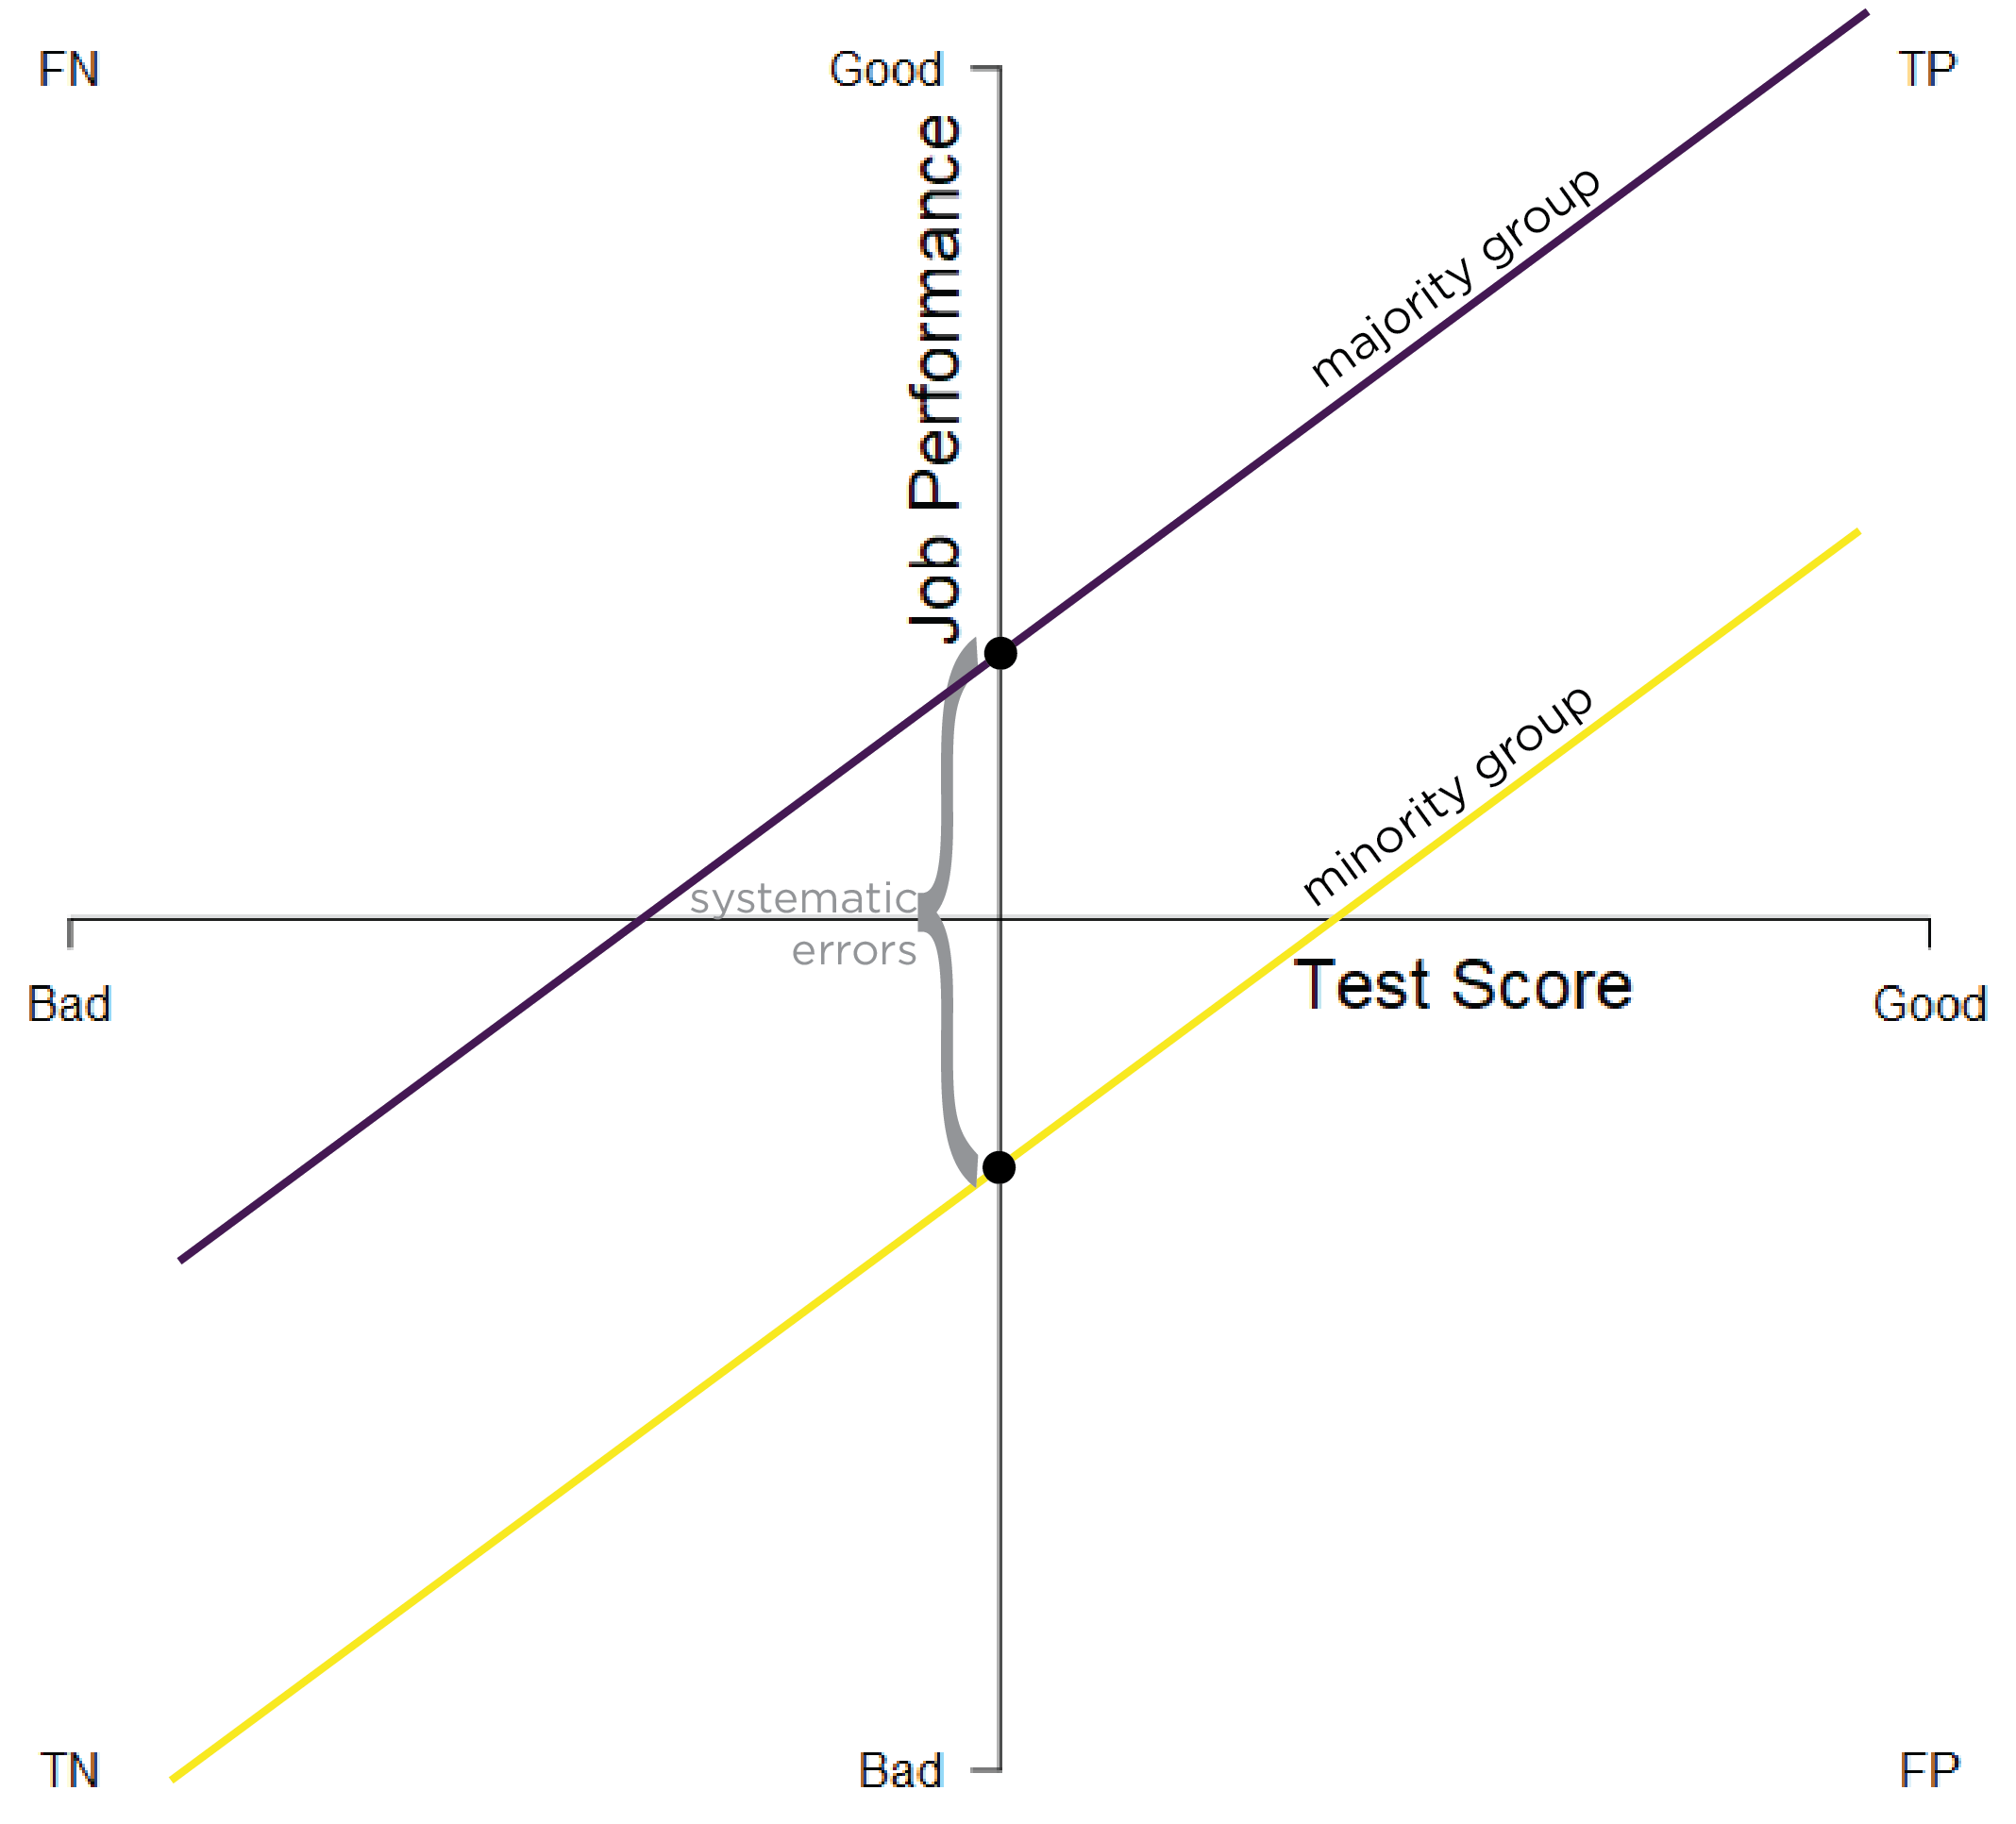 FN
Good
TP
Job Performance
majority group
minority group
systematic
errors
Bad
Test Score
Good
TN
Bad
FP